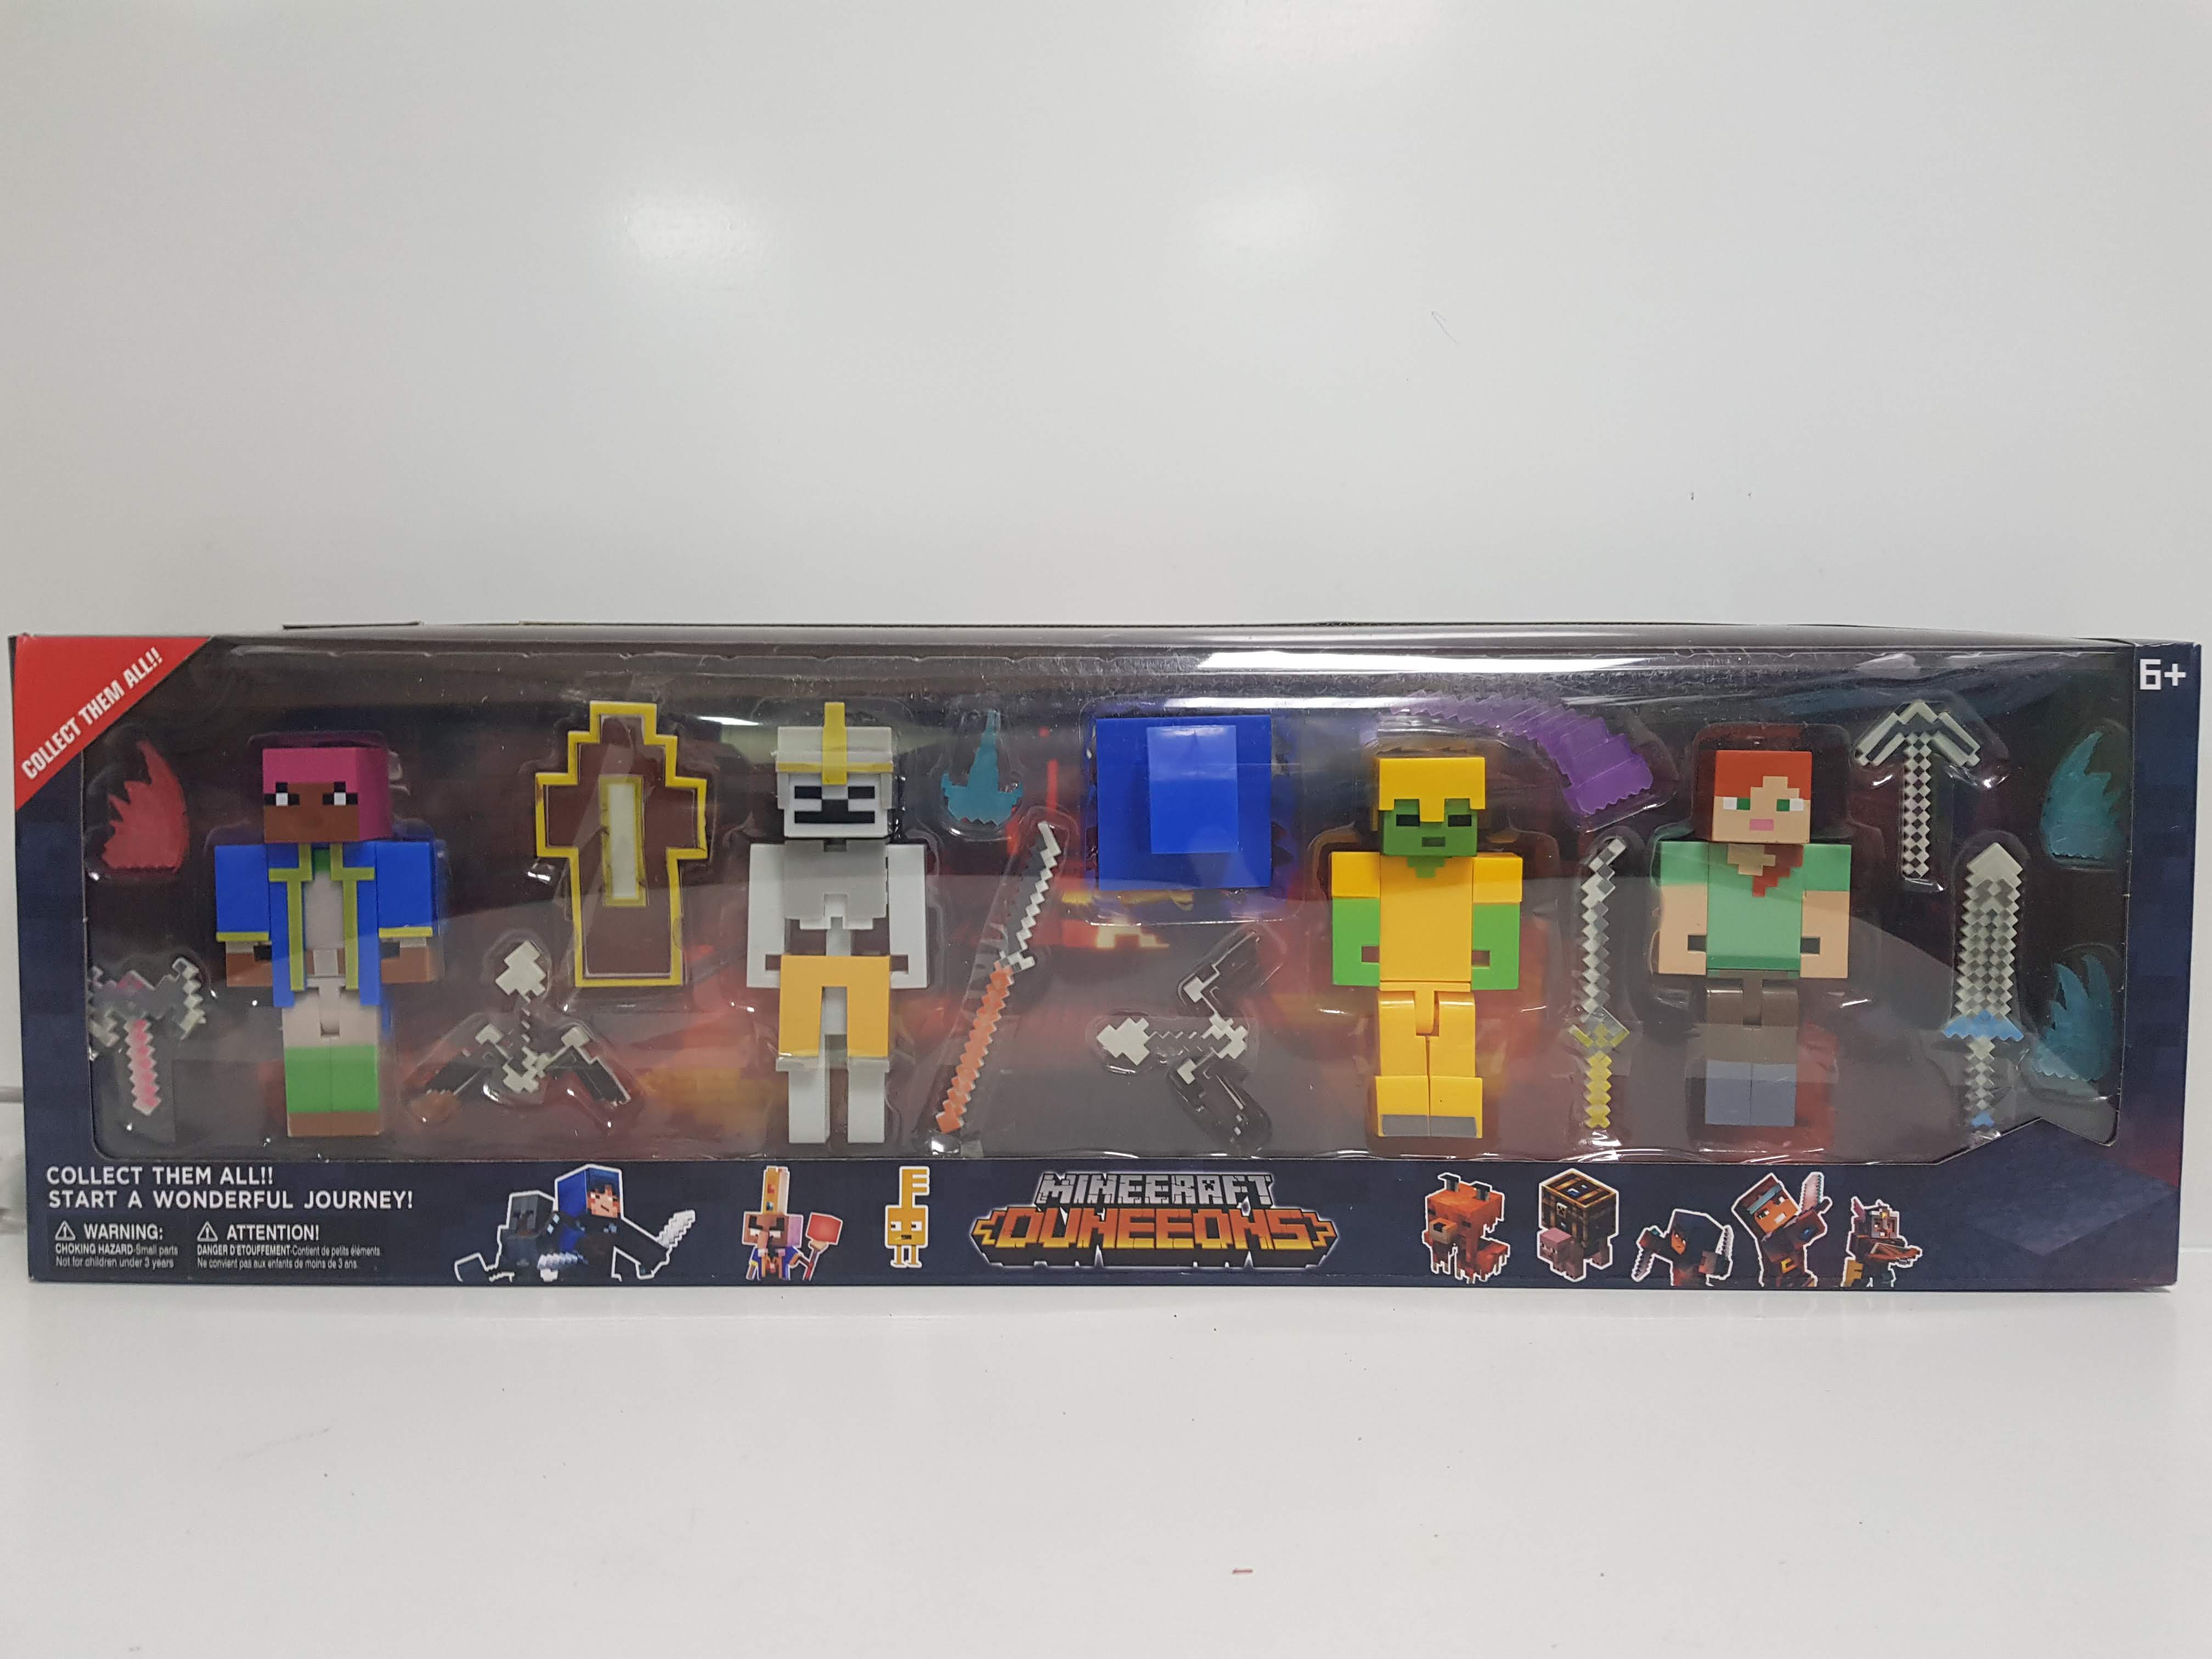 COLLECT THEM ALL!!
6+
COLLECT THEM ALL!!
START A WONDERFUL JOURNEY!
WARNING:
CHOKING HAZARD-Small parts
Not for children under 3 years
ATTENTION!
DANGER D'ETOUFFEMENT-Contient de petits éléments.
Ne convient pas aux enfants de moins de 3 ans.
MINEERAFT
DUNEEONS